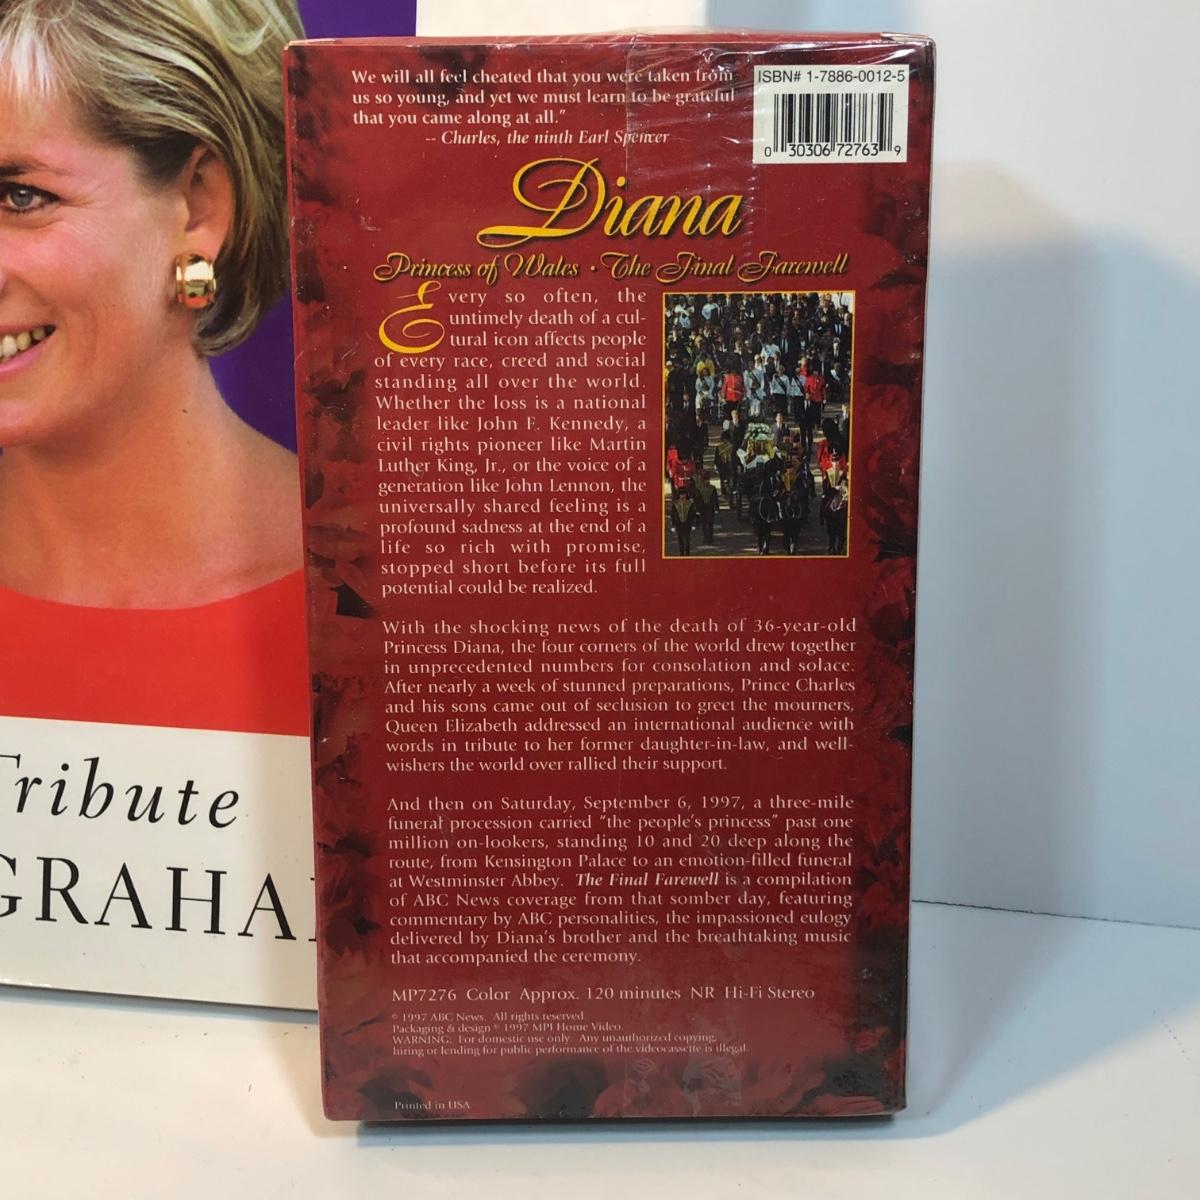 We will all feel cheated that you were taken from
us so young, and yet we must learn to be grateful
that you came along at all."
-- Charles, the ninth Earl Spencer
ISBN# 1-7886-0012-5
0 30306 72763 9
Diana
Princess of Wales · The Final Farewell
Every so often, the
untimely death of a cul-
tural icon affects people
of every race, creed and social
standing all over the world.
Whether the loss is a national
leader like John F. Kennedy, a
civil rights pioneer like Martin
Luther King, Jr., or the voice of a
generation like John Lennon, the
universally shared feeling is a
profound sadness at the end of a
life so rich with promise,
stopped short before its full
potential could be realized.
With the shocking news of the death of 36-year-old
Princess Diana, the four corners of the world drew together
in unprecedented numbers for consolation and solace.
After nearly a week of stunned preparations, Prince Charles
and his sons came out of seclusion to greet the mourners,
Queen Elizabeth addressed an international audience with
words in tribute to her former daughter-in-law, and well-
wishers the world over rallied their support.
And then on Saturday, September 6, 1997, a three-mile
funeral procession carried "the people's princess" past one
million on-lookers, standing 10 and 20 deep along the
route, from Kensington Palace to an emotion-filled funeral
at Westminster Abbey. The Final Farewell is a compilation
of ABC News coverage from that somber day, featuring
commentary by ABC personalities, the impassioned eulogy
delivered by Diana's brother and the breathtaking music
that accompanied the ceremony.
MP7276 Color Approx. 120 minutes NR Hi-Fi Stereo
© 1997 ABC News. All rights reserved.
Packaging & design © 1997 MPI Home Video.
WARNING: For domestic use only. Any unauthorized copying,
hiring or lending for public performance of the videocassette is illegal.
Printed in USA
Tribute
GRAHA